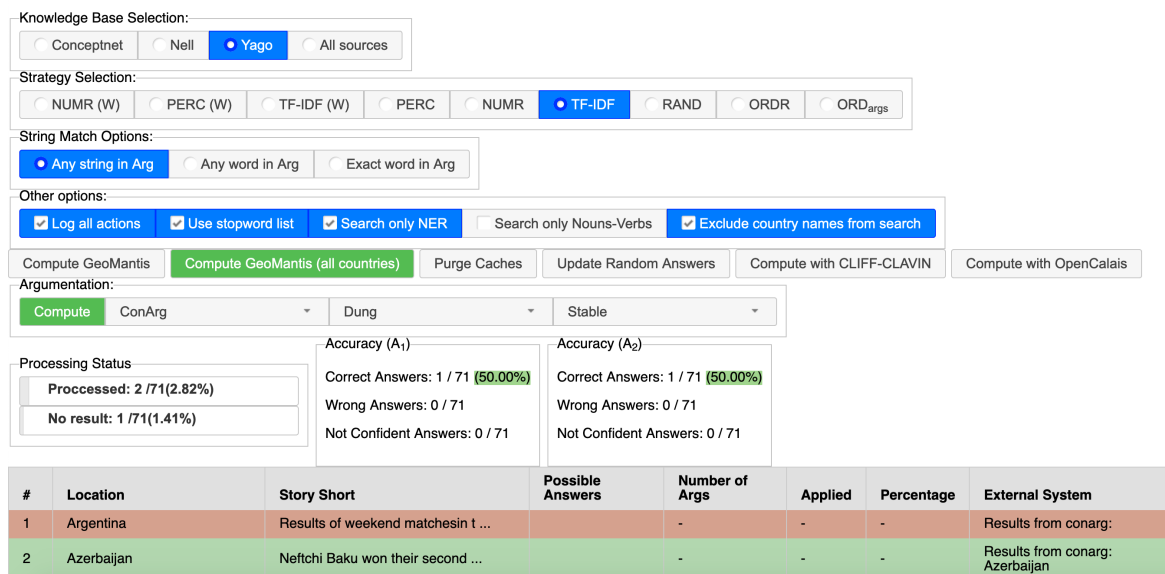 Knowledge Base Selection:
Conceptnet Nell Yago All sources
Strategy Selection:
NUMR (W) PERC (W) TF-IDF (W) PERC NUMR TF-IDF RAND ORDR ORDargs
String Match Options:
Any string in Arg Any word in Arg Exact word in Arg
Other options:
Log all actions Use stopword list Search only NER Search only Nouns-Verbs Exclude country names from search
Compute GeoMantis Compute GeoMantis (all countries) Purge Caches Update Random Answers Compute with CLIFF-CLAVIN Compute with OpenCalais
Argumentation:
Compute ConArg Dung Stable
Processing Status
Proccessed: 2 /71(2.82%)
No result: 1 /71(1.41%)
Accuracy (A1)
Correct Answers: 1 / 71 (50.00%)
Wrong Answers: 0 / 71
Not Confident Answers: 0 / 71
Accuracy (A2)
Correct Answers: 1 / 71 (50.00%)
Wrong Answers: 0 / 71
Not Confident Answers: 0 / 71
# Location Story Short Possible Answers Number of Args Applied Percentage External System
1 Argentina Results of weekend matchesin t ... - - - Results from conarg:
2 Azerbaijan Neftchi Baku won their second ... - - - Results from conarg: Azerbaijan